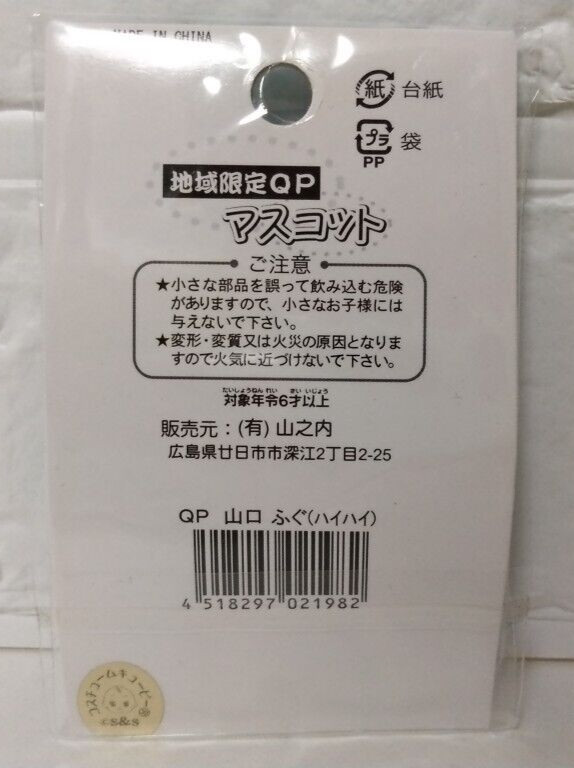 MADE IN CHINA
紙 台紙
プラ 袋
PP
地域限定QP
マスコット
ご注意
★小さな部品を誤って飲み込む危険
がありますので、小さなお子様には
与えないで下さい。
★変形・変質又は火災の原因となりま
すので火気に近づけないで下さい。
たいしょうねんれい さいいじょう
対象年令6才以上
販売元：(有) 山之内
広島県廿日市市深江2丁目2-25
QP 山口 ふぐ(ハイハイ)
4 518297 021982
コスチュームキューピー
©S&S